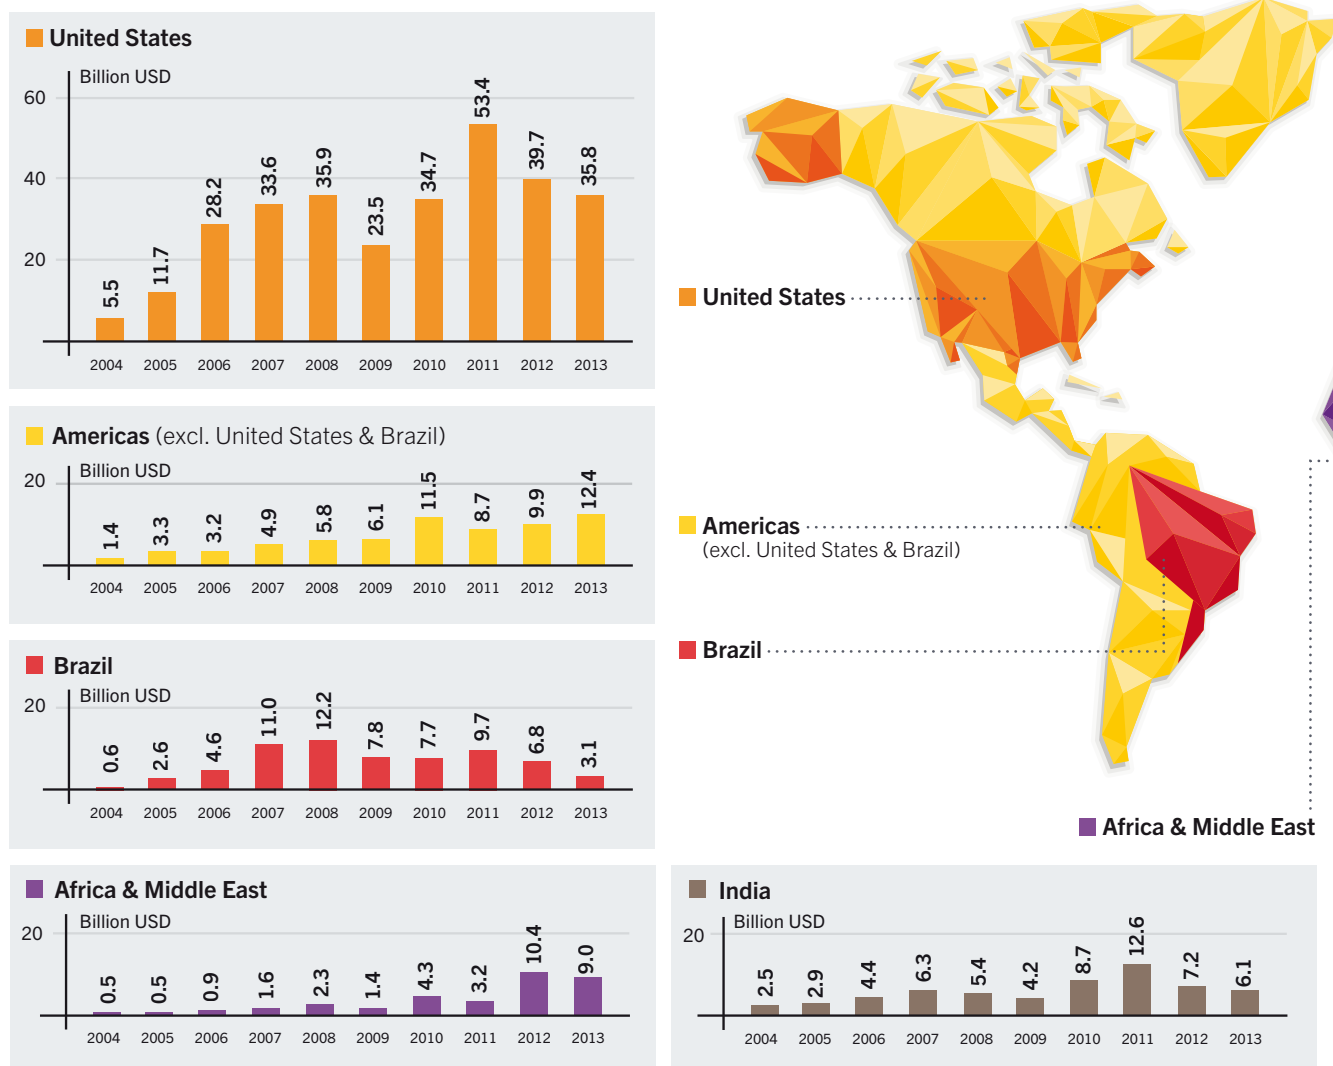 United States
Billion USD
60
40
20
5.5 11.7 28.2 33.6 35.9 23.5 34.7 53.4 39.7 35.8
2004 2005 2006 2007 2008 2009 2010 2011 2012 2013
Americas (excl. United States & Brazil)
Billion USD
20
1.4 3.3 3.2 4.9 5.8 6.1 11.5 8.7 9.9 12.4
2004 2005 2006 2007 2008 2009 2010 2011 2012 2013
Brazil
Billion USD
20
0.6 2.6 4.6 11.0 12.2 7.8 7.7 9.7 6.8 3.1
2004 2005 2006 2007 2008 2009 2010 2011 2012 2013
United States
Americas
(excl. United States & Brazil)
Brazil
Africa & Middle East
Africa & Middle East
Billion USD
20
0.5 0.5 0.9 1.6 2.3 1.4 4.3 3.2 10.4 9.0
2004 2005 2006 2007 2008 2009 2010 2011 2012 2013
India
Billion USD
20
2.5 2.9 4.4 6.3 5.4 4.2 8.7 12.6 7.2 6.1
2004 2005 2006 2007 2008 2009 2010 2011 2012 2013